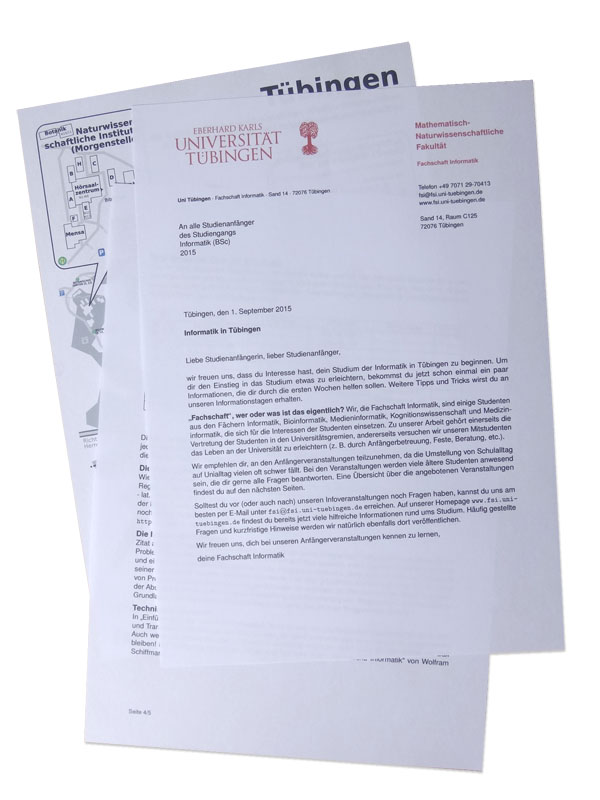 Tübingen
Botanik
Naturwissen
schaftliche Institut
(Morgenstelle
B
H
C
D
A
Hörsaal-
zentrum
E
F
Mensa
P
EBERHARD KARLS
UNIVERSITÄT
TÜBINGEN
Mathematisch-
Naturwissenschaftliche
Fakultät
Fachschaft Informatik
Uni Tübingen · Fachschaft Informatik · Sand 14 · 72076 Tübingen
Telefon +49 7071 29-70413
fsi@fsi.uni-tuebingen.de
www.fsi.uni-tuebingen.de
Sand 14, Raum C125
72076 Tübingen
An alle Studienanfänger
des Studiengangs
Informatik (BSc)
2015
Tübingen, den 1. September 2015
Informatik in Tübingen
Liebe Studienanfängerin, lieber Studienanfänger,
wir freuen uns, dass du Interesse hast, dein Studium der Informatik in Tübingen zu beginnen. Um
dir den Einstieg in das Studium etwas zu erleichtern, bekommst du jetzt schon einmal ein paar
Informationen, die dir durch die ersten Wochen helfen sollen. Weitere Tipps und Tricks wirst du an
unseren Informationstagen erhalten.
„Fachschaft“, wer oder was ist das eigentlich? Wir, die Fachschaft Informatik, sind einige Studenten
aus den Fächern Informatik, Bioinformatik, Medieninformatik, Kognitionswissenschaft und Medizin-
informatik, die sich für die Interessen der Studenten einsetzen. Zu unserer Arbeit gehört einerseits die
Vertretung der Studenten in den Universitätsgremien, andererseits versuchen wir unseren Mitstudenten
das Leben an der Universität zu erleichtern (z. B. durch Anfängerbetreuung, Feste, Beratung, etc.).
Wir empfehlen dir, an den Anfängerveranstaltungen teilzunehmen, da die Umstellung von Schulalltag
auf Unialltag vielen oft schwer fällt. Bei den Veranstaltungen werden viele ältere Studenten anwesend
sein, die dir gerne alle Fragen beantworten. Eine Übersicht über die angebotenen Veranstaltungen
findest du auf den nächsten Seiten.
Solltest du vor (oder auch nach) unseren Infoveranstaltungen noch Fragen haben, kannst du uns am
besten per E-Mail unter fsi@fsi.uni-tuebingen.de erreichen. Auf unserer Homepage www.fsi.uni-
tuebingen.de findest du bereits jetzt viele hilfreiche Informationen rund ums Studium. Häufig gestellte
Fragen und kurzfristige Hinweise werden wir natürlich ebenfalls dort veröffentlichen.
Wir freuen uns, dich bei unseren Anfängerveranstaltungen kennen zu lernen,
deine Fachschaft Informatik
Da
jed
die
Die
Wie
Reg
- lat.
der
noch
http
Die I
Zitat
Proble
und ei
seiner
von Pr
der Abs
Grundla
Techni
In „Einfü
und Tran
Auch we
bleiben!
Schiffman
Informatik“ von Wolfram
Seite 4/5